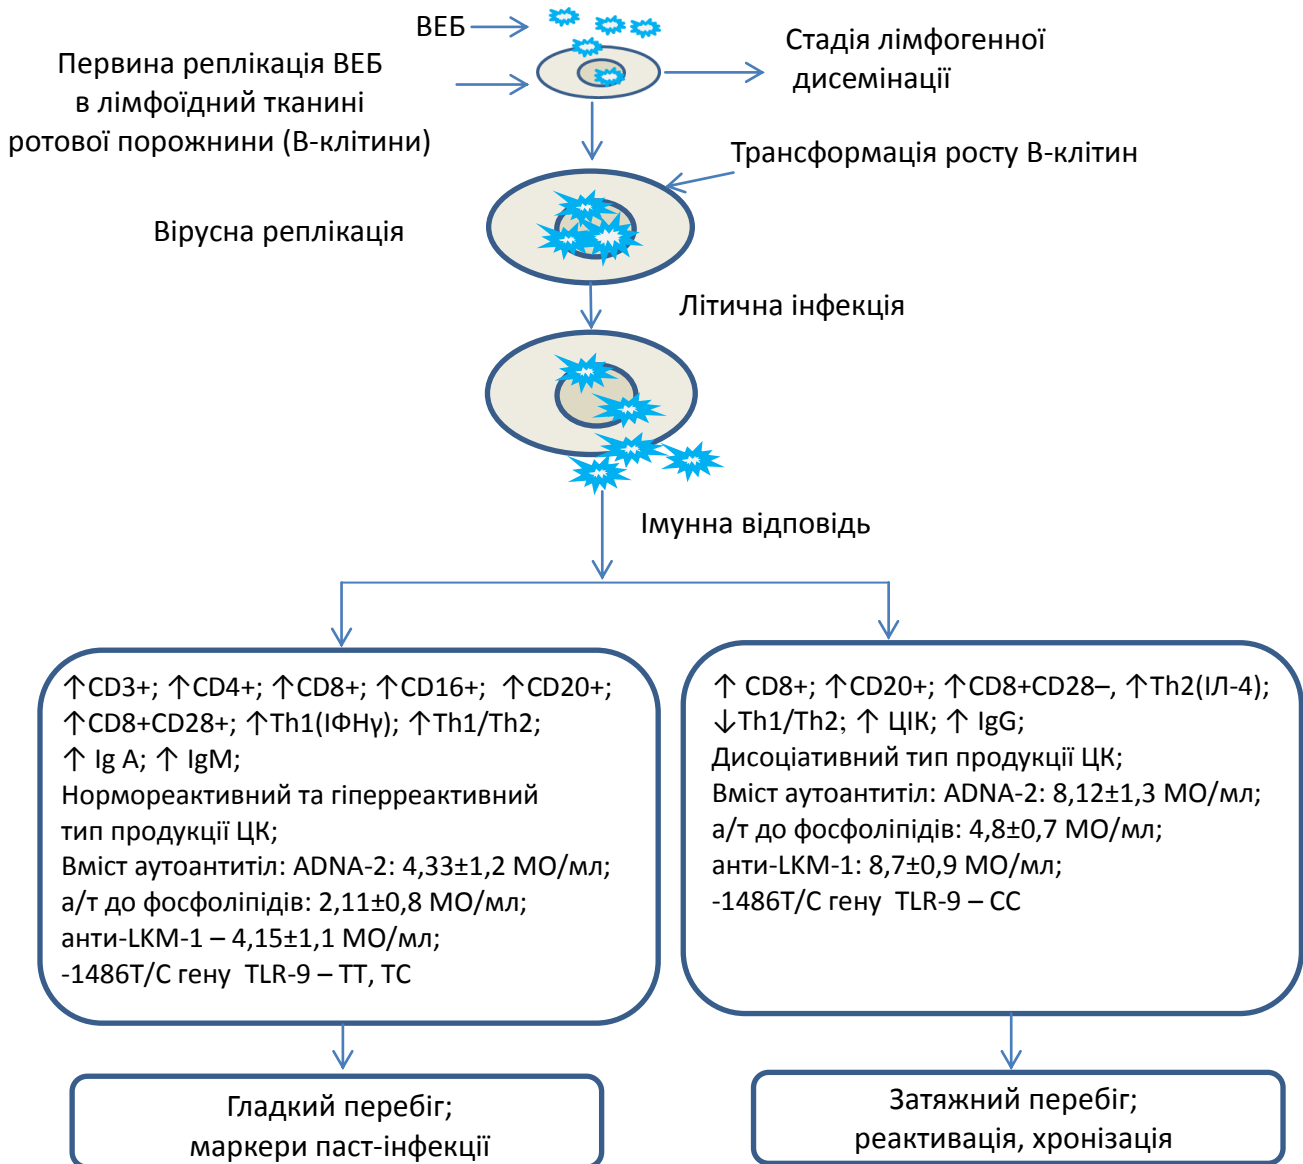 ВЕБ
Первина реплікація ВЕБ
в лімфоїдний тканині
ротової порожнини (В-клітини)
Стадія лімфогенної
дисемінації
Трансформація росту В-клітин
Вірусна реплікація
Літична інфекція
Імунна відповідь
↑CD3+; ↑CD4+; ↑CD8+; ↑CD16+; ↑CD20+;
↑CD8+CD28+; ↑Th1(ІФНγ); ↑Th1/Th2;
↑ Ig A; ↑ IgM;
Нормореактивний та гіперреактивний
тип продукції ЦК;
Вміст аутоантитіл: ADNA-2: 4,33±1,2 МО/мл;
а/т до фосфоліпідів: 2,11±0,8 МО/мл;
анти-LKM-1 – 4,15±1,1 МО/мл;
-1486T/C гену TLR-9 – ТТ, ТС
↑ CD8+; ↑CD20+; ↑CD8+CD28–, ↑Th2(ІЛ-4);
↓Th1/Th2; ↑ ЦІК; ↑ IgG;
Дисоціативний тип продукції ЦК;
Вміст аутоантитіл: ADNA-2: 8,12±1,3 МО/мл;
а/т до фосфоліпідів: 4,8±0,7 МО/мл;
анти-LKM-1: 8,7±0,9 МО/мл;
-1486T/C гену TLR-9 – СС
Гладкий перебіг;
маркери паст-інфекції
Затяжний перебіг;
реактивація, хронізація